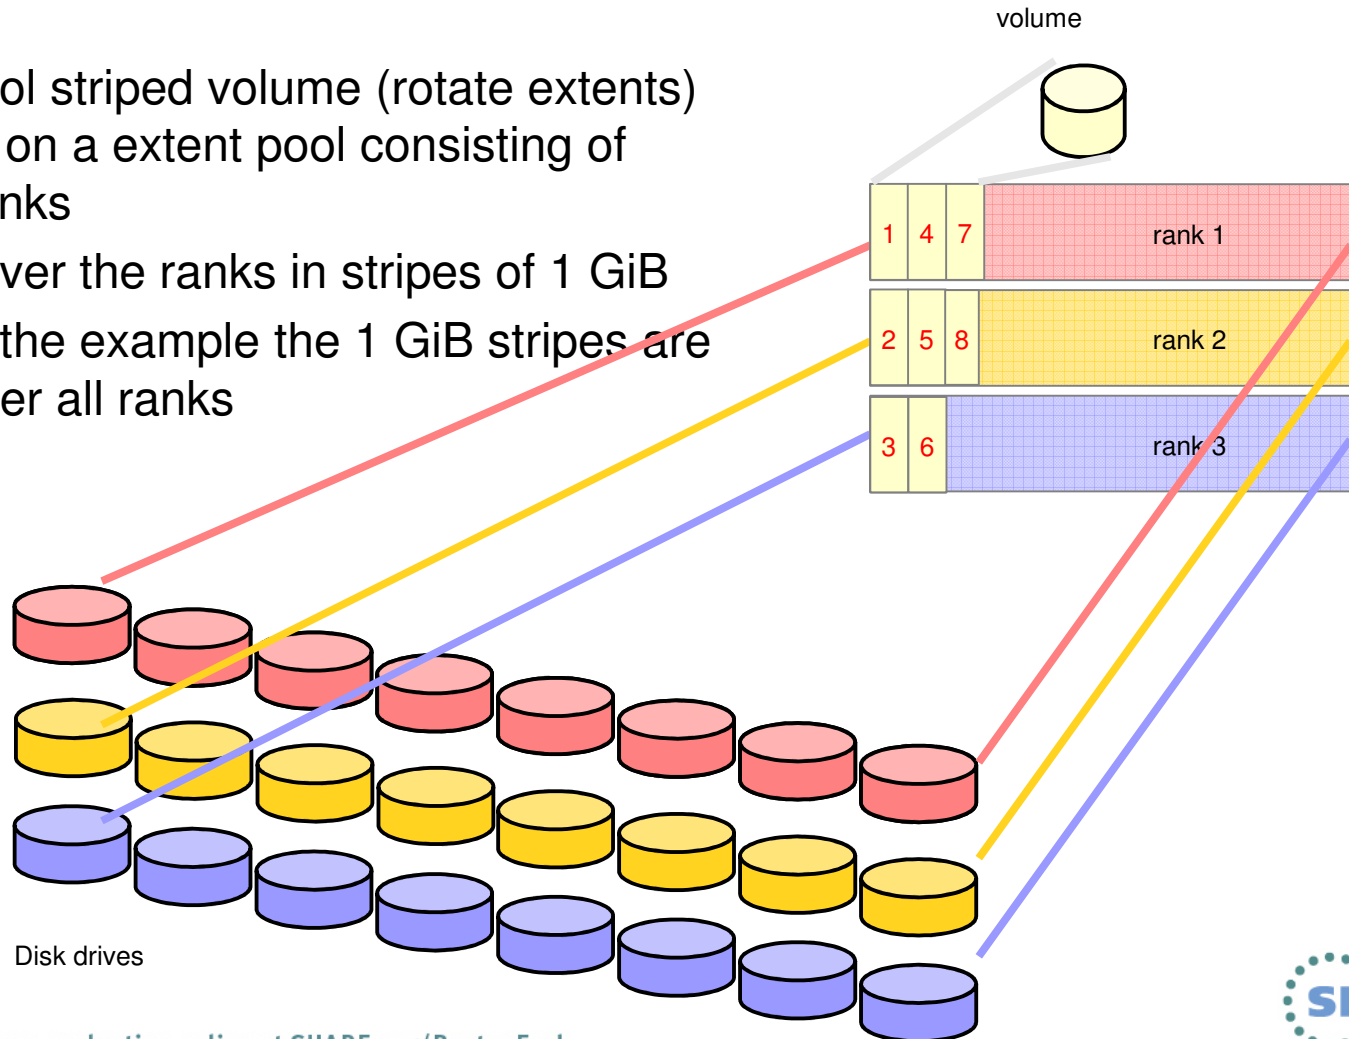 volume
ol striped volume (rotate extents)
on a extent pool consisting of
nks
ver the ranks in stripes of 1 GiB
the example the 1 GiB stripes are
er all ranks
1 4 7 rank 1
2 5 8 rank 2
3 6 rank 3
Disk drives